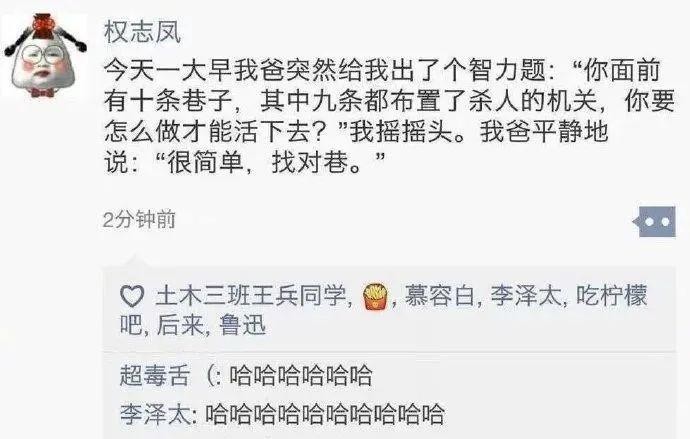 权志凤
今天一大早我爸突然给我出了个智力题：“你面前
有十条巷子，其中九条都布置了杀人的机关，你要
怎么做才能活下去？”我摇摇头。我爸平静地
说：“很简单，找对巷。”
2分钟前
土木三班王兵同学, 🍟, 慕容白, 李泽太, 吃柠檬
吧, 后来, 鲁迅
超毒舌（: 哈哈哈哈哈哈
李泽太: 哈哈哈哈哈哈哈哈哈哈